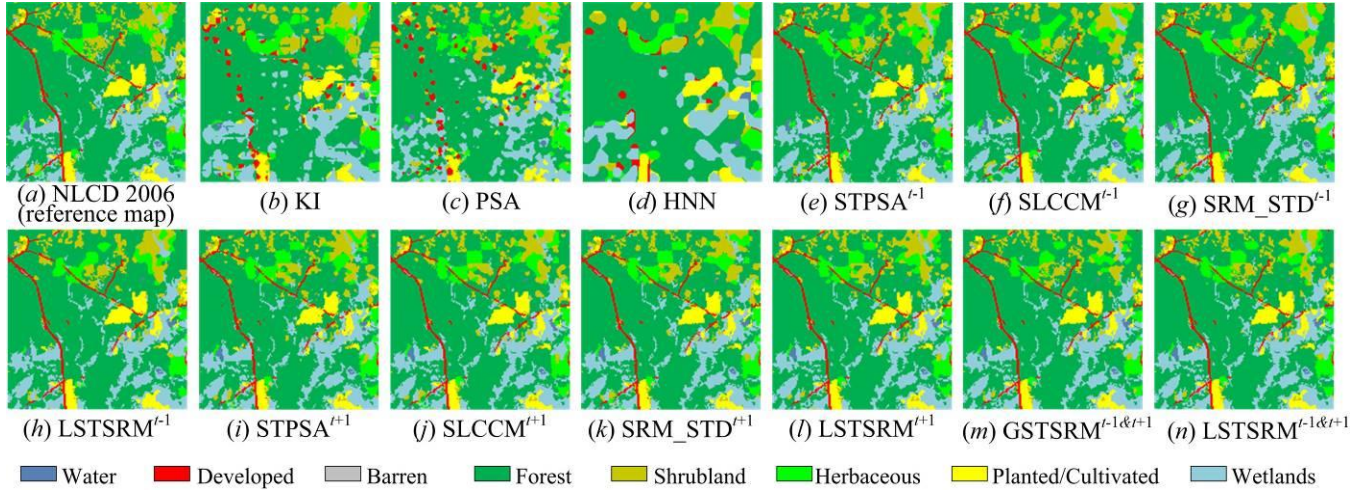 (a) NLCD 2006
(reference map)
(b) KI
(c) PSA
(d) HNN
(e) STPSA^t-1
(f) SLCCM^t-1
(g) SRM_STD^t-1
(h) LSTSRM^t-1
(i) STPSA^t+1
(j) SLCCM^t+1
(k) SRM_STD^t+1
(l) LSTSRM^t+1
(m) GSTSRM^t-1&t+1
(n) LSTSRM^t-1&t+1
Water
Developed
Barren
Forest
Shrubland
Herbaceous
Planted/Cultivated
Wetlands